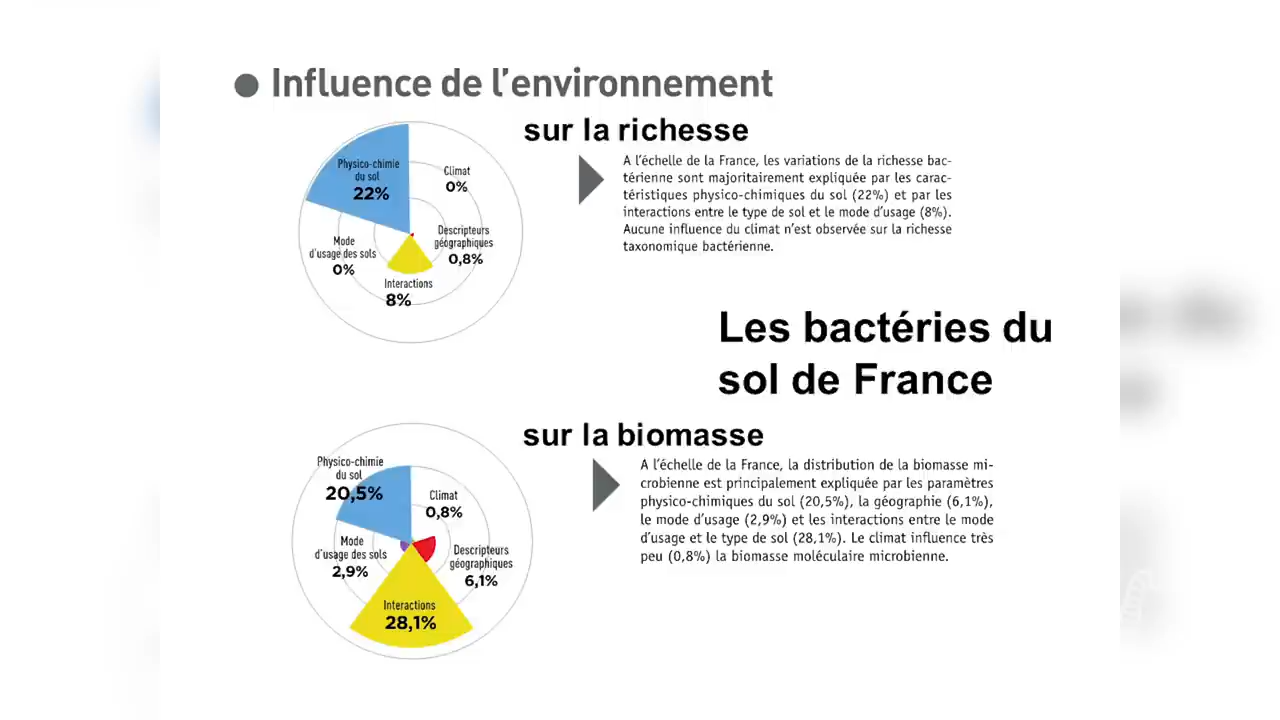 ● Influence de l'environnement
sur la richesse
Physico-chimie
du sol
22%
Climat
0%
Descripteurs
géographiques
0,8%
Mode
d'usage des sols
0%
Interactions
8%
A l'échelle de la France, les variations de la richesse bac-
térienne sont majoritairement expliquée par les carac-
téristiques physico-chimiques du sol (22%) et par les
interactions entre le type de sol et le mode d'usage (8%).
Aucune influence du climat n'est observée sur la richesse
taxonomique bactérienne.
Les bactéries du
sol de France
sur la biomasse
Physico-chimie
du sol
20,5%
Climat
0,8%
Mode
d'usage des sols
2,9%
Descripteurs
géographiques
6,1%
Interactions
28,1%
A l'échelle de la France, la distribution de la biomasse mi-
crobienne est principalement expliquée par les paramètres
physico-chimiques du sol (20,5%), la géographie (6,1%),
le mode d'usage (2,9%) et les interactions entre le mode
d'usage et le type de sol (28,1%). Le climat influence très
peu (0,8%) la biomasse moléculaire microbienne.